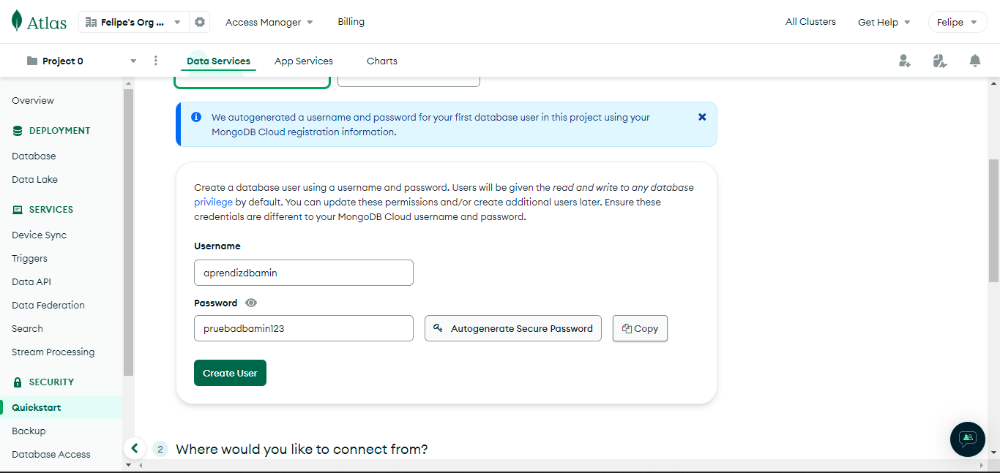 Atlas
Felipe's Org ...
Access Manager
Billing
All Clusters
Get Help
Felipe
Project 0
Data Services
App Services
Charts
Overview
DEPLOYMENT
Database
Data Lake
SERVICES
Device Sync
Triggers
Data API
Data Federation
Search
Stream Processing
SECURITY
Quickstart
Backup
Database Access
We autogenerated a username and password for your first database user in this project using your
MongoDB Cloud registration information.
Create a database user using a username and password. Users will be given the read and write to any database
privilege by default. You can update these permissions and/or create additional users later. Ensure these
credentials are different to your MongoDB Cloud username and password.
Username
aprendizdbamin
Password
pruebadbamin123
Autogenerate Secure Password
Copy
Create User
2 Where would you like to connect from?